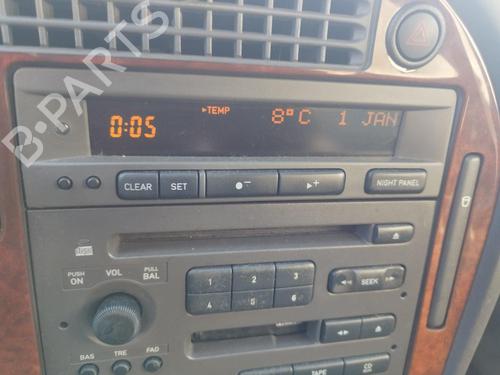 B-PARTS
▸TEMP
0:05 8°C 1 JAN
CLEAR SET ●− ▸+ NIGHT PANEL
PUSH ON VOL PULL BAL
1 2 3
4 5 6
SEEK
BAS TRE FAD
TAPE CD